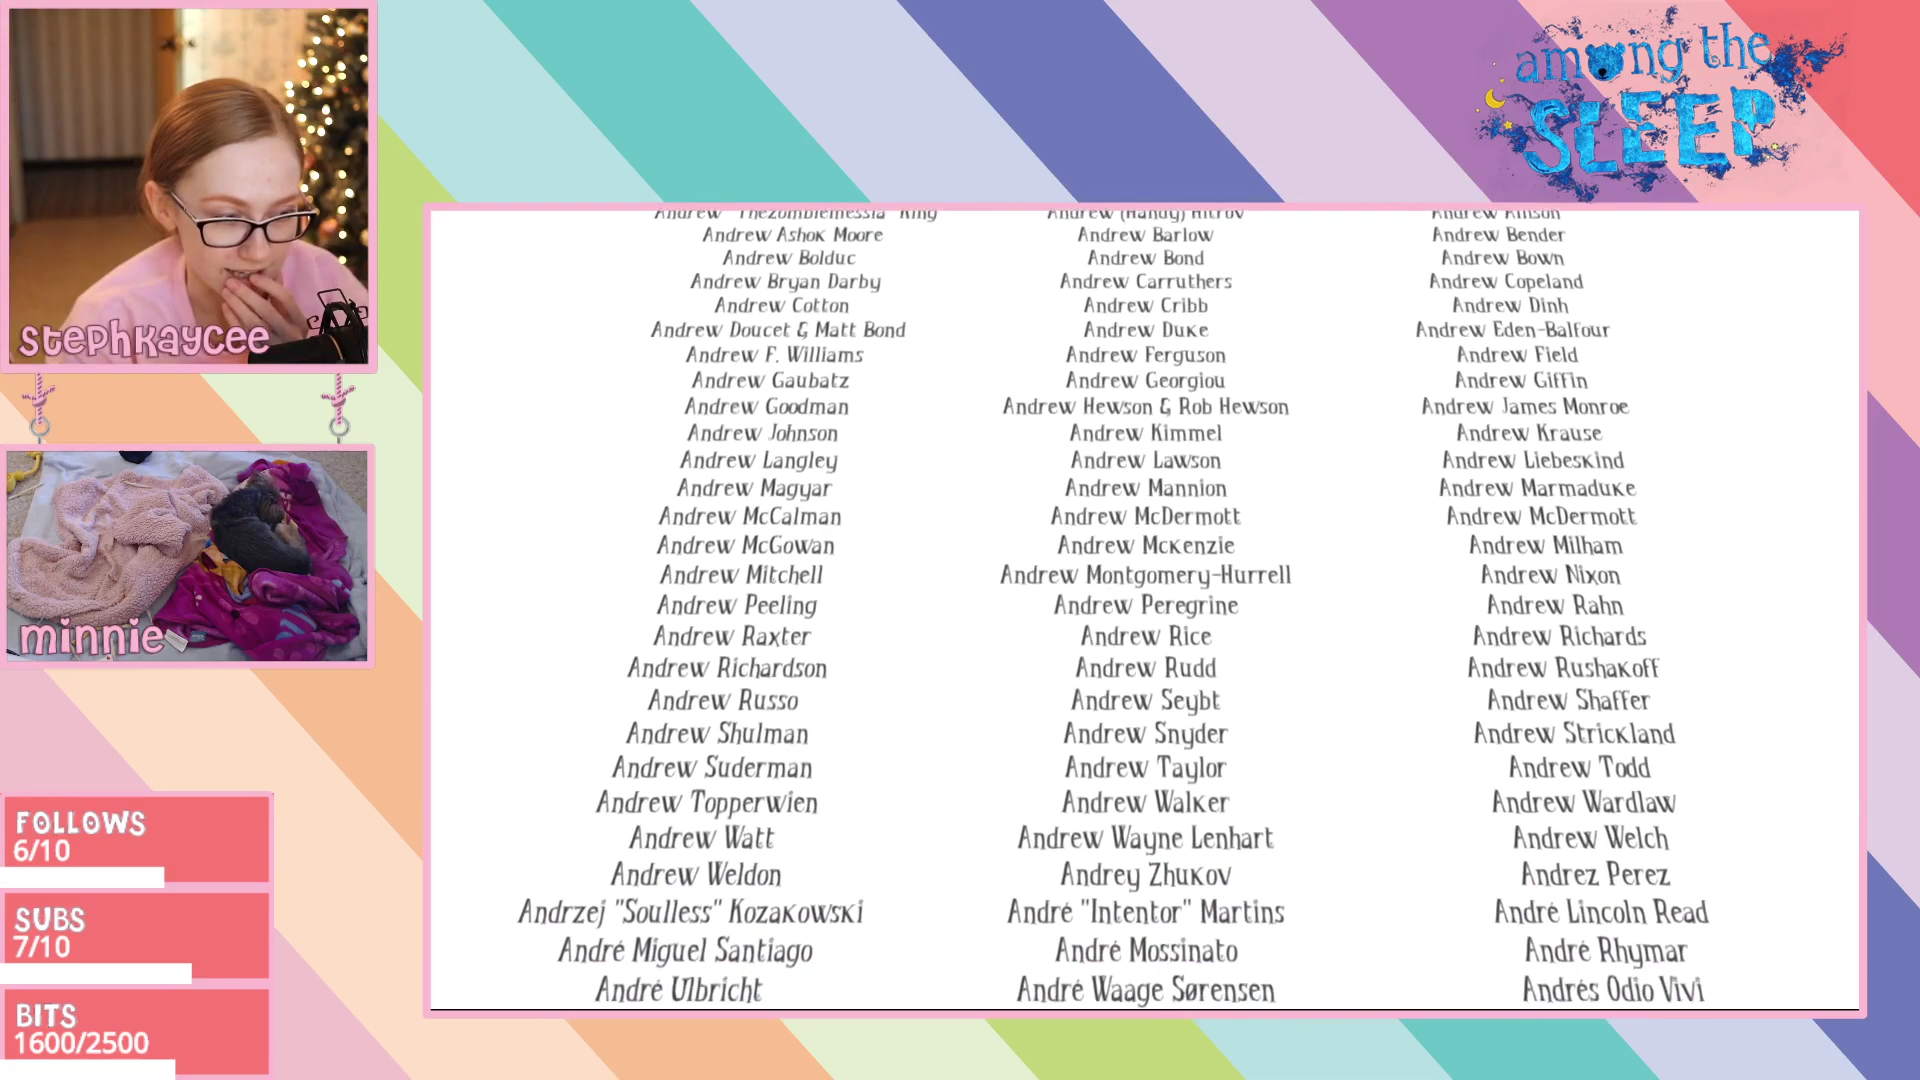 among the
SLEEP
Andrew "Thezombiemessia" King Andrew (Handy) Hitrov Andrew Allison
Andrew Ashok Moore Andrew Barlow Andrew Bender
Andrew Bolduc Andrew Bond Andrew Bown
Andrew Bryan Darby Andrew Carruthers Andrew Copeland
Andrew Cotton Andrew Cribb Andrew Dinh
Andrew Doucet & Matt Bond Andrew Duke Andrew Eden-Balfour
Andrew F. Williams Andrew Ferguson Andrew Field
Andrew Gaubatz Andrew Georgiou Andrew Giffin
Andrew Goodman Andrew Hewson & Rob Hewson Andrew James Monroe
Andrew Johnson Andrew Kimmel Andrew Krause
Andrew Langley Andrew Lawson Andrew Liebeskind
Andrew Magyar Andrew Mannion Andrew Marmaduke
Andrew McCalman Andrew McDermott Andrew McDermott
Andrew McGowan Andrew McKenzie Andrew Milham
Andrew Mitchell Andrew Montgomery-Hurrell Andrew Nixon
Andrew Peeling Andrew Peregrine Andrew Rahn
Andrew Raxter Andrew Rice Andrew Richards
Andrew Richardson Andrew Rudd Andrew Rushakoff
Andrew Russo Andrew Seybt Andrew Shaffer
Andrew Shulman Andrew Snyder Andrew Strickland
Andrew Suderman Andrew Taylor Andrew Todd
Andrew Topperwien Andrew Walker Andrew Wardlaw
Andrew Watt Andrew Wayne Lenhart Andrew Welch
Andrew Weldon Andrey Zhukov Andrez Perez
Andrzej "Soulless" Kozakowski André "Intentor" Martins André Lincoln Read
André Miguel Santiago André Mossinato André Rhymar
André Ulbricht André Waage Sørensen Andrés Odio Vivi
stephkaycee
minnie
FOLLOWS
6/10
SUBS
7/10
BITS
1600/2500